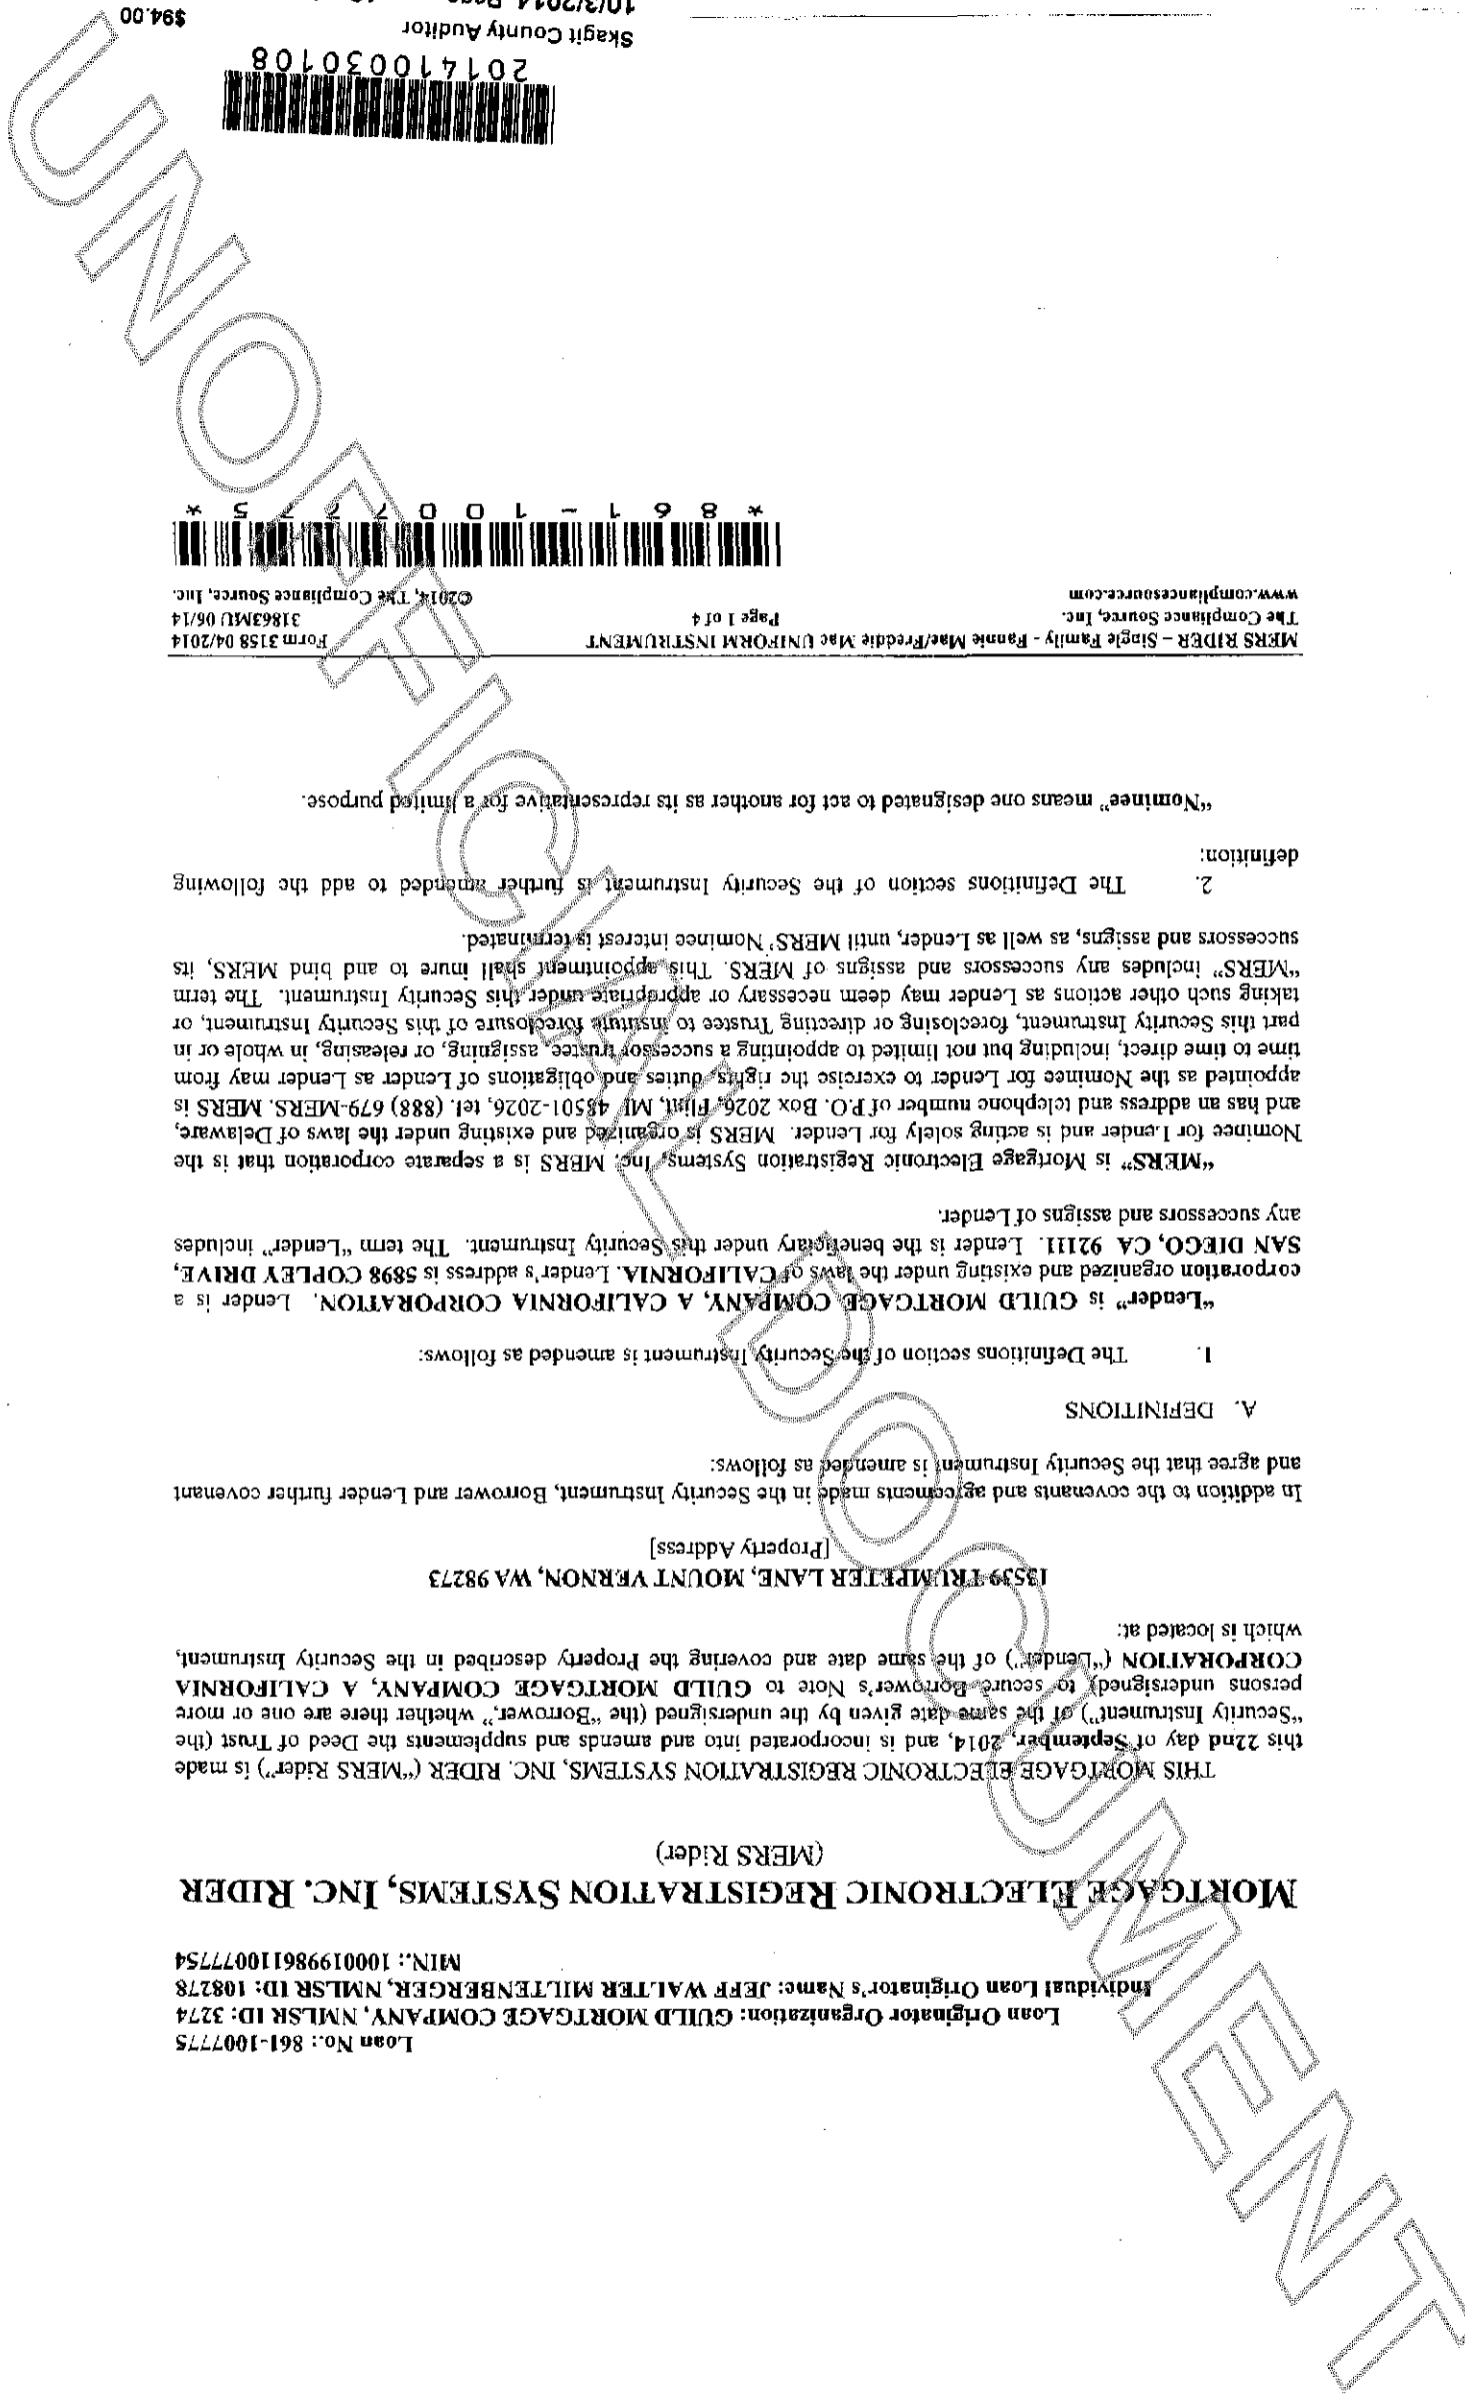 Loan No.: 861-1007775
Loan Originator Organization: GUILD MORTGAGE COMPANY, NMLSR ID: 3274
Individual Loan Originator's Name: JEFF WALTER MILTENBERGER, NMLSR ID: 108278
MIN.: 100019986110077754
MORTGAGE ELECTRONIC REGISTRATION SYSTEMS, INC. RIDER
(MERS Rider)
THIS MORTGAGE ELECTRONIC REGISTRATION SYSTEMS, INC. RIDER ("MERS Rider") is made
this 22nd day of September, 2014, and is incorporated into and amends and supplements the Deed of Trust (the
"Security Instrument") of the same date given by the undersigned (the "Borrower," whether there are one or more
persons undersigned) to secure Borrower's Note to GUILD MORTGAGE COMPANY, A CALIFORNIA
CORPORATION ("Lender") of the same date and covering the Property described in the Security Instrument,
which is located at:
13539 TRUMPETER LANE, MOUNT VERNON, WA 98273
[Property Address]
In addition to the covenants and agreements made in the Security Instrument, Borrower and Lender further covenant
and agree that the Security Instrument is amended as follows:
A. DEFINITIONS
1. The Definitions section of the Security Instrument is amended as follows:
"Lender" is GUILD MORTGAGE COMPANY, A CALIFORNIA CORPORATION. Lender is a
corporation organized and existing under the laws of CALIFORNIA. Lender's address is 5898 COPLEY DRIVE,
SAN DIEGO, CA 92111. Lender is the beneficiary under this Security Instrument. The term "Lender" includes
any successors and assigns of Lender.
"MERS" is Mortgage Electronic Registration Systems, Inc. MERS is a separate corporation that is the
Nominee for Lender and is acting solely for Lender. MERS is organized and existing under the laws of Delaware,
and has an address and telephone number of P.O. Box 2026, Flint, MI 48501-2026, tel. (888) 679-MERS. MERS is
appointed as the Nominee for Lender to exercise the rights, duties and obligations of Lender as Lender may from
time to time direct, including but not limited to appointing a successor trustee, assigning, or releasing, in whole or in
part this Security Instrument, foreclosing or directing Trustee to institute foreclosure of this Security Instrument, or
taking such other actions as Lender may deem necessary or appropriate under this Security Instrument. The term
"MERS" includes any successors and assigns of MERS. This appointment shall inure to and bind MERS, its
successors and assigns, as well as Lender, until MERS' Nominee interest is terminated.
2. The Definitions section of the Security Instrument is further amended to add the following
definition:
"Nominee" means one designated to act for another as its representative for a limited purpose.
MERS RIDER – Single Family - Fannie Mae/Freddie Mac UNIFORM INSTRUMENT Form 3158 04/2014
The Compliance Source, Inc. Page 1 of 4 31863MU 06/14
www.compliancesource.com ©2014, The Compliance Source, Inc.
* 8 6 1 - 1 0 0 7 7 7 5 *
201410030108
Skagit County Auditor $94.00
10/3/2014 Page
UNOFFICIAL DOCUMENT